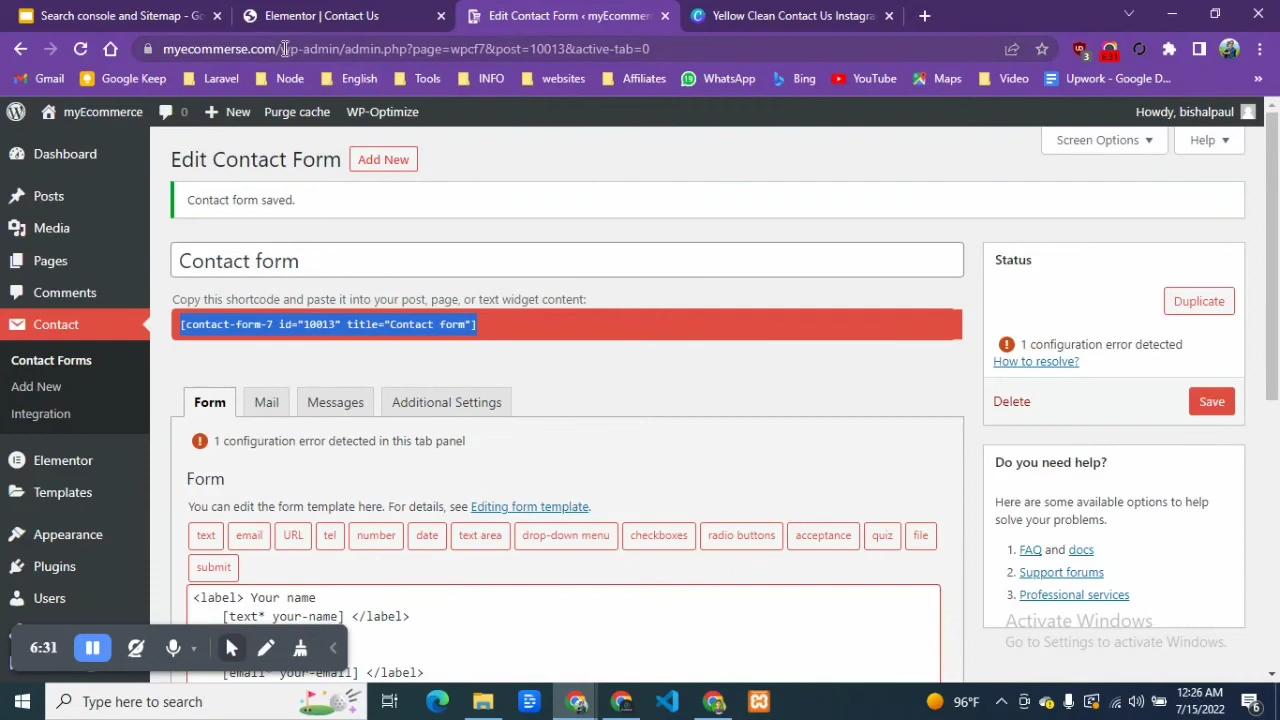 Search console and Sitemap - Go
Elementor | Contact Us
Edit Contact Form ‹ myEcommers
Yellow Clean Contact Us Instagra
myecommerse.com/wp-admin/admin.php?page=wpcf7&post=10013&active-tab=0
3
6:31
Gmail
Google Keep
Laravel
Node
English
Tools
INFO
websites
Affiliates
WhatsApp
Bing
YouTube
Maps
Video
Upwork - Google D...
»
myEcommerce
0
New
Purge cache
WP-Optimize
Howdy, bishalpaul
Screen Options
Help
Dashboard
Posts
Media
Pages
Comments
Contact
Contact Forms
Add New
Integration
Elementor
Templates
Appearance
Plugins
Users
Edit Contact Form
Add New
Contact form saved.
Contact form
Copy this shortcode and paste it into your post, page, or text widget content:
[contact-form-7 id="10013" title="Contact form"]
Form
Mail
Messages
Additional Settings
1 configuration error detected in this tab panel
Form
You can edit the form template here. For details, see Editing form template.
text
email
URL
tel
number
date
text area
drop-down menu
checkboxes
radio buttons
acceptance
quiz
file
submit
<label> Your name
[text* your-name] </label>
[email* your-email] </label>
Status
Duplicate
1 configuration error detected
How to resolve?
Delete
Save
Do you need help?
Here are some available options to help
solve your problems.
1. FAQ and docs
2. Support forums
3. Professional services
Activate Windows
Go to Settings to activate Windows.
6:31
Type here to search
96°F
12:26 AM
7/15/2022
6